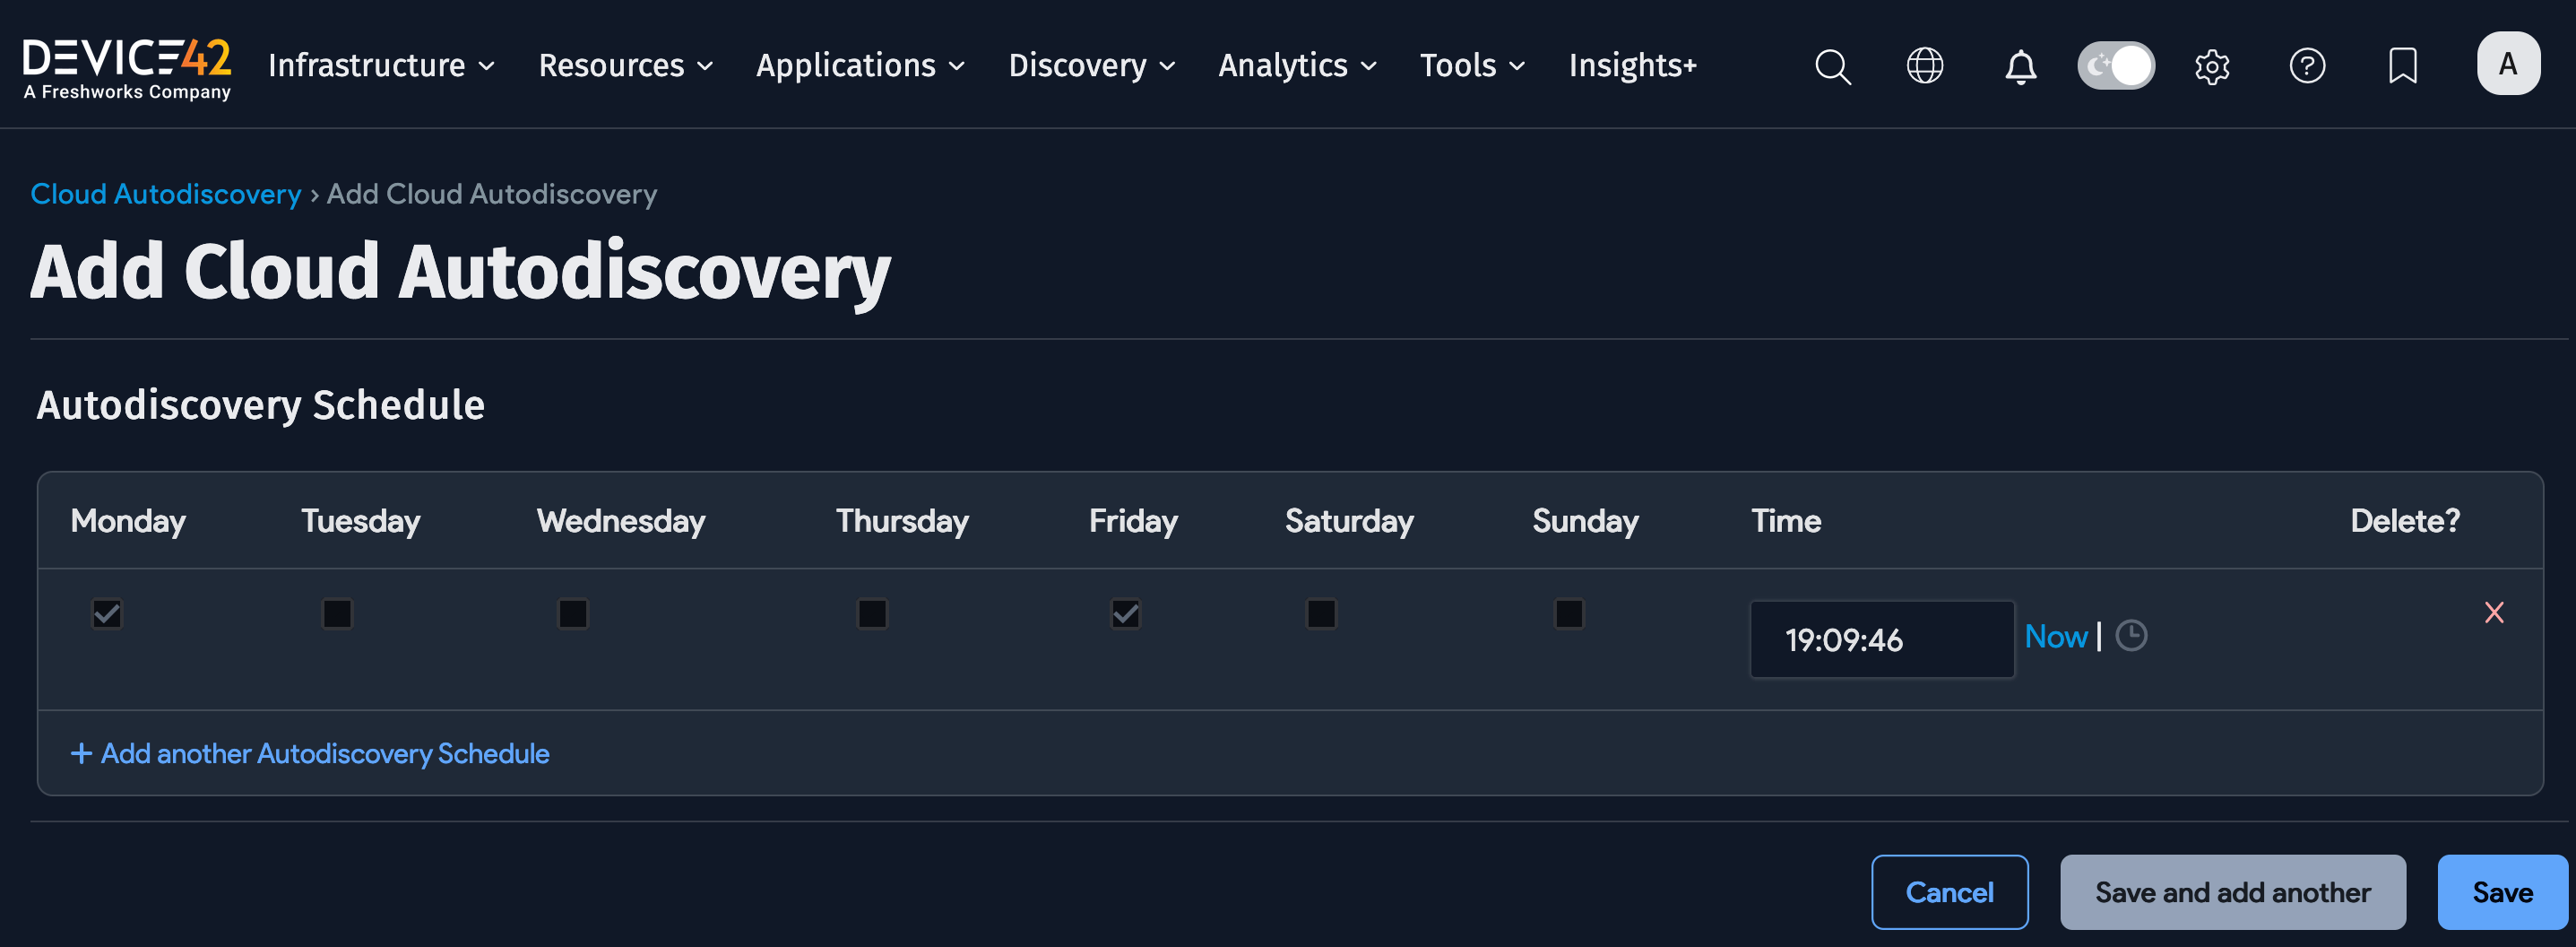 DEVICE42
A Freshworks Company
Infrastructure Resources Applications Discovery Analytics Tools Insights+
A
Cloud Autodiscovery › Add Cloud Autodiscovery
Add Cloud Autodiscovery
Autodiscovery Schedule
Monday Tuesday Wednesday Thursday Friday Saturday Sunday Time Delete?
19:09:46 Now |
+ Add another Autodiscovery Schedule
Cancel Save and add another Save